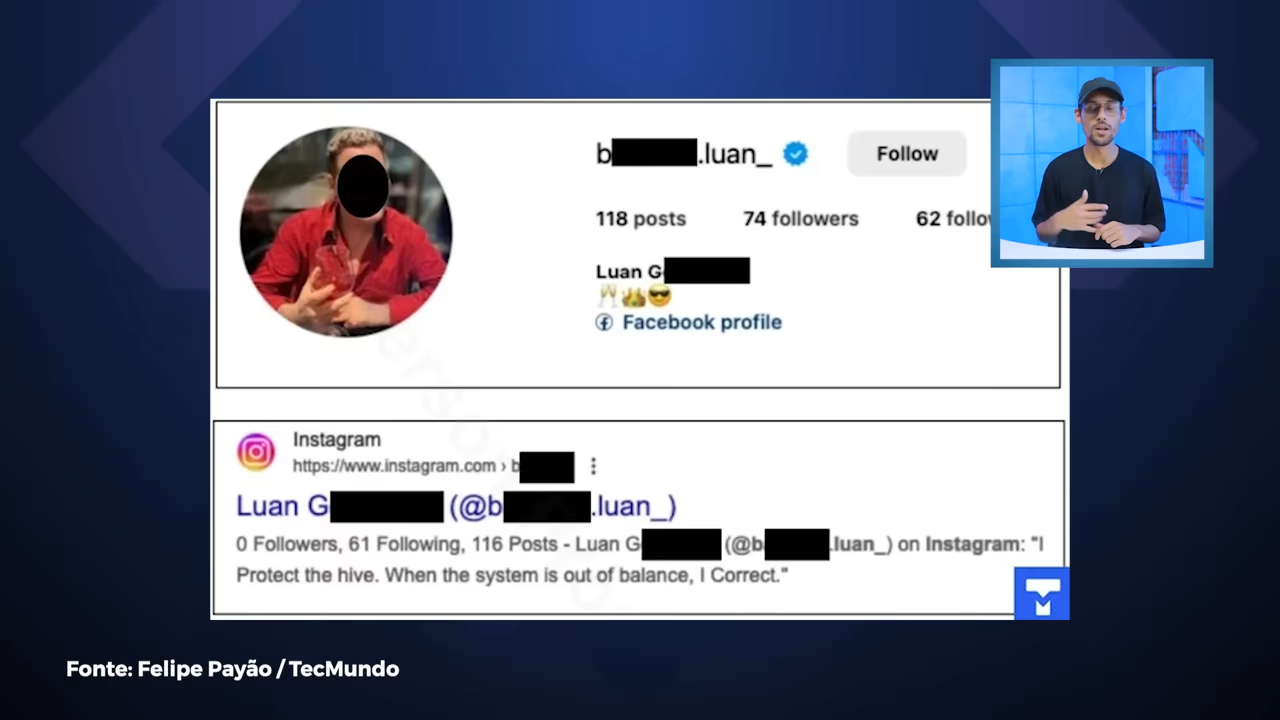 b .luan_ Follow
118 posts 74 followers 62 follo
Luan G
Facebook profile
Instagram
https://www.instagram.com › b
Luan G (@b .luan_)
0 Followers, 61 Following, 116 Posts - Luan G (@ba .luan_) on Instagram: "I
Protect the hive. When the system is out of balance, I Correct."
Fonte: Felipe Payão / TecMundo